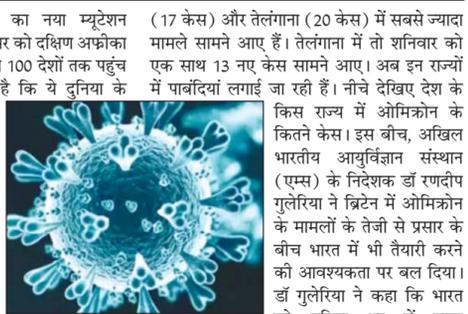 का नया म्यूटेशन
र को दक्षिण अफ्रीका
100 देशों तक पहुंच
है कि ये दुनिया के
(17 केस) और तेलंगाना (20 केस) में सबसे ज्यादा
मामले सामने आए हैं। तेलंगाना में तो शनिवार को
एक साथ 13 नए केस सामने आए। अब इन राज्यों
में पाबंदियां लगाई जा रही हैं। नीचे देखिए देश के
किस राज्य में ओमिक्रोन के
कितने केस। इस बीच, अखिल
भारतीय आयुर्विज्ञान संस्थान
(एम्स) के निदेशक डॉ रणदीप
गुलेरिया ने ब्रिटेन में ओमिक्रोन
के मामलों के तेजी से प्रसार के
बीच भारत में भी तैयारी करने
की आवश्यकता पर बल दिया।
डॉ गुलेरिया ने कहा कि भारत